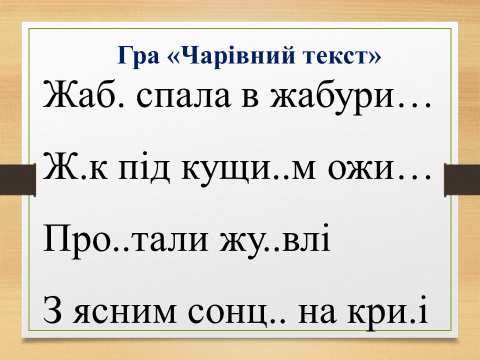 Гра «Чарівний текст»
Жаб. спала в жабури…
Ж.к під кущи..м ожи…
Про..тали жу..влі
З ясним сонц.. на кри.і